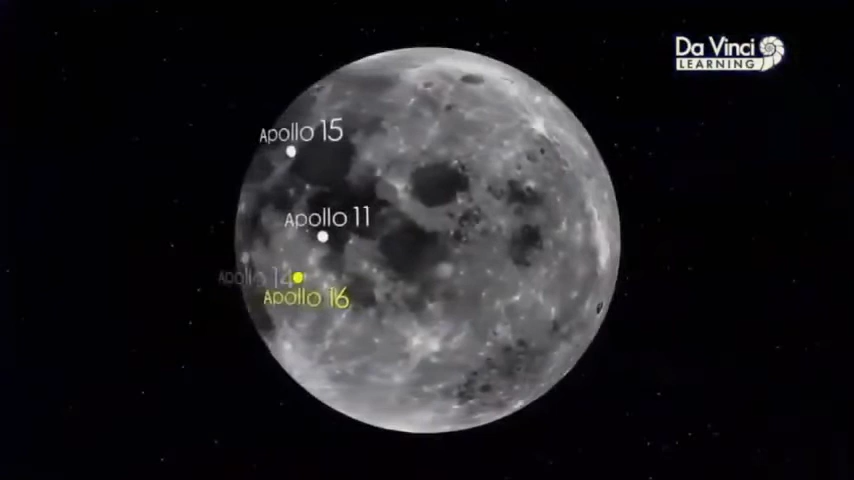 Da Vinci
LEARNING
Apollo 15
Apollo 11
Apollo 14
Apollo 16